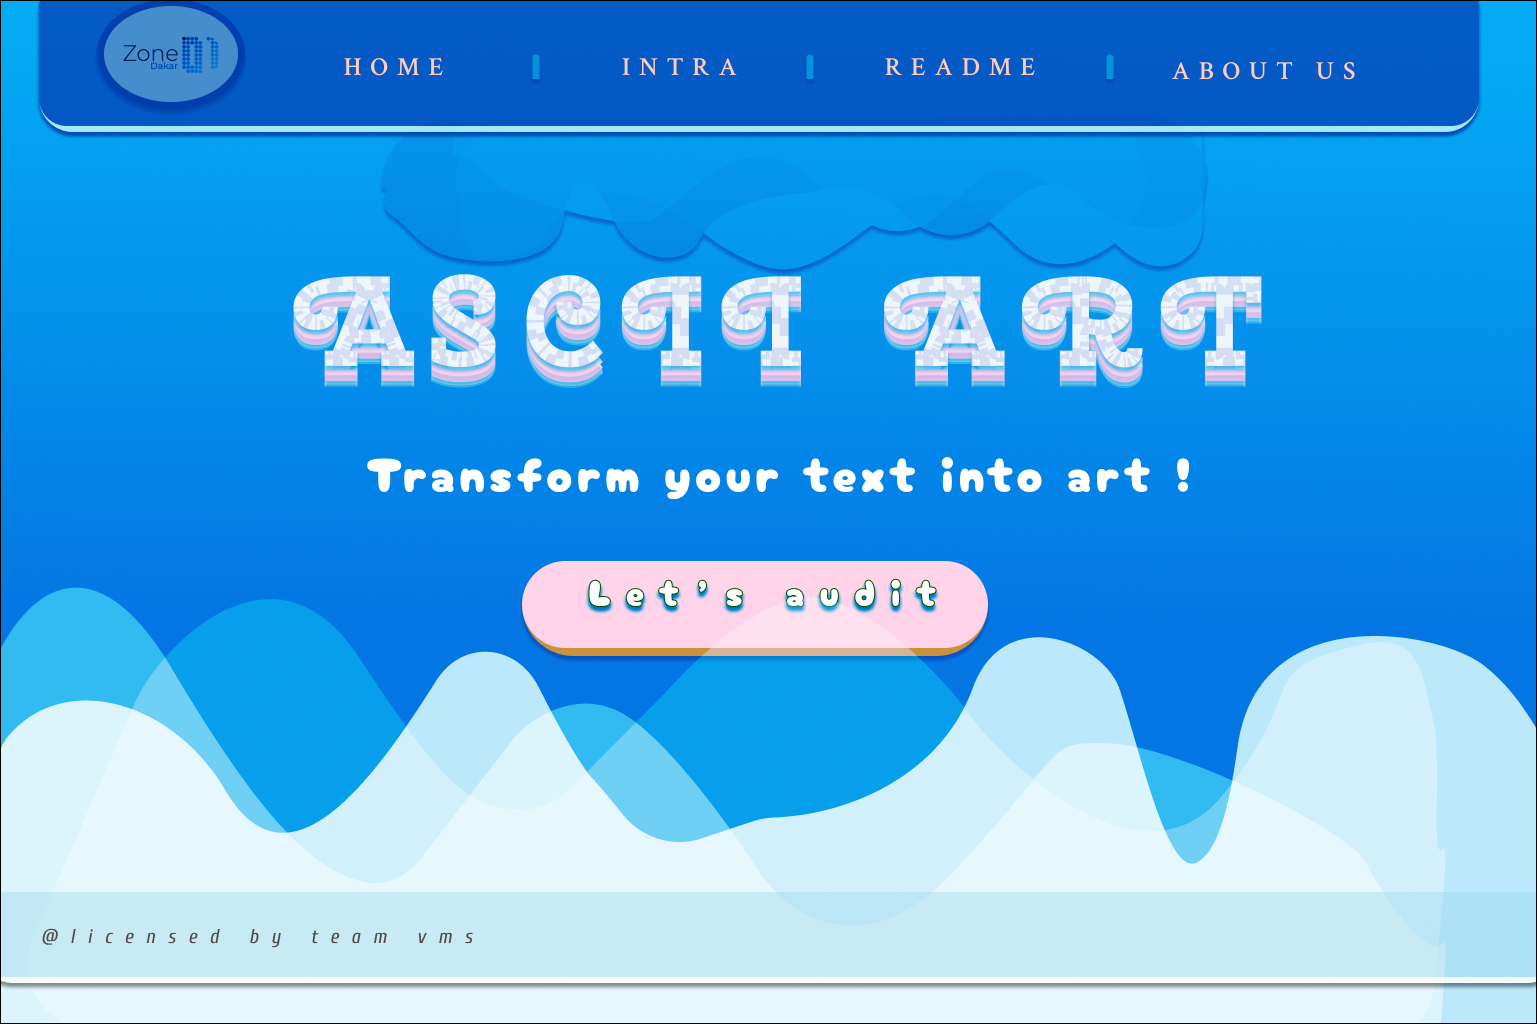 Zone01
Dakar
HOME
INTRA
README
ABOUT US
ASCII ART
Transform your text into art !
Let's audit
@licensed by team vms